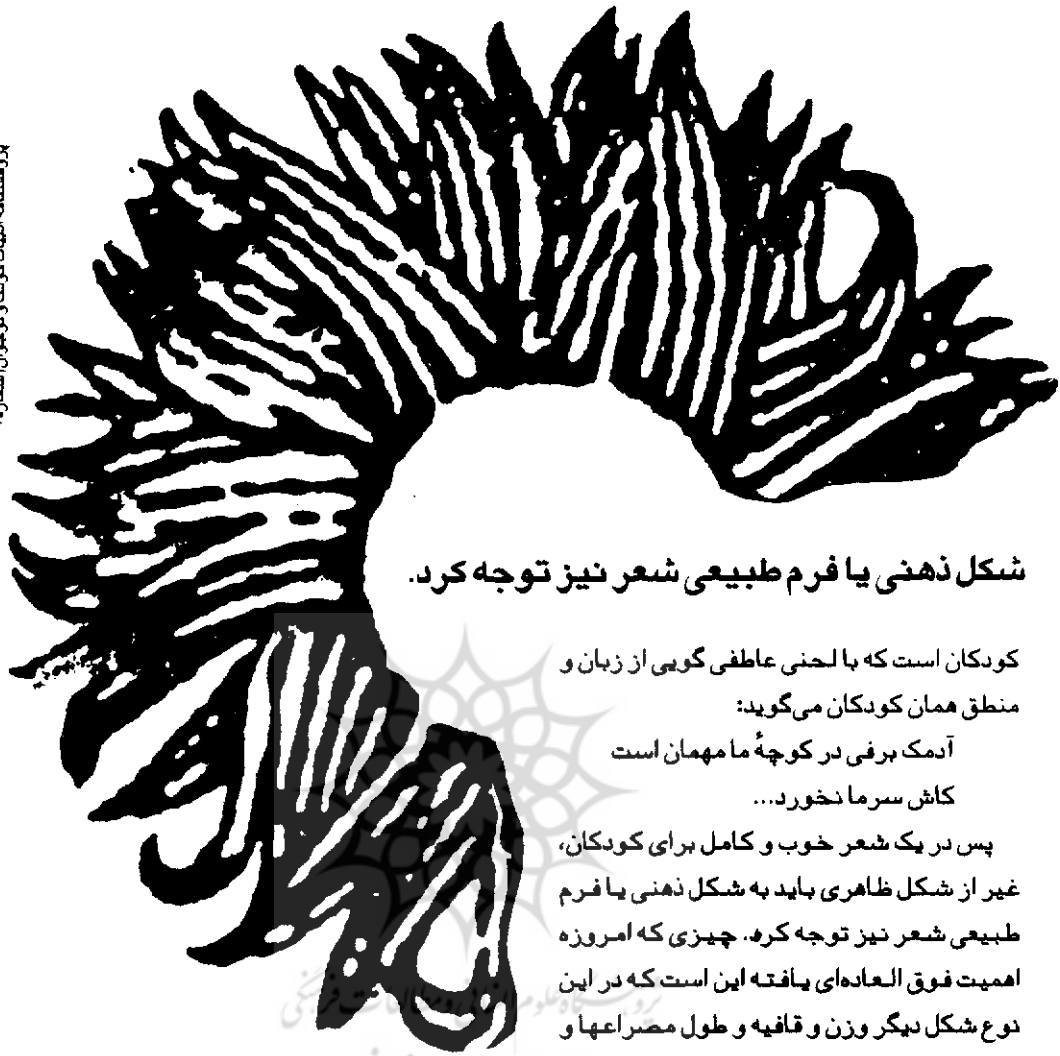 شکل ذهنی یا فرم طبیعی شعر نیز توجه کرد.
کودکان است که با لحنی عاطفی گویی از زبان و
منطق همان کودکان می‌گوید:
آدمک برفی در کوچهٔ ما مهمان است
کاش سرما نخورد...
پس در یک شعر خوب و کامل برای کودکان،
غیر از شکل ظاهری باید به شکل ذهنی یا فرم
طبیعی شعر نیز توجه کرد. چیزی که امروزه
اهمیت فوق العاده‌ای یافته این است که در این
نوع شکل دیگر وزن و قافیه و طول مصراعها و